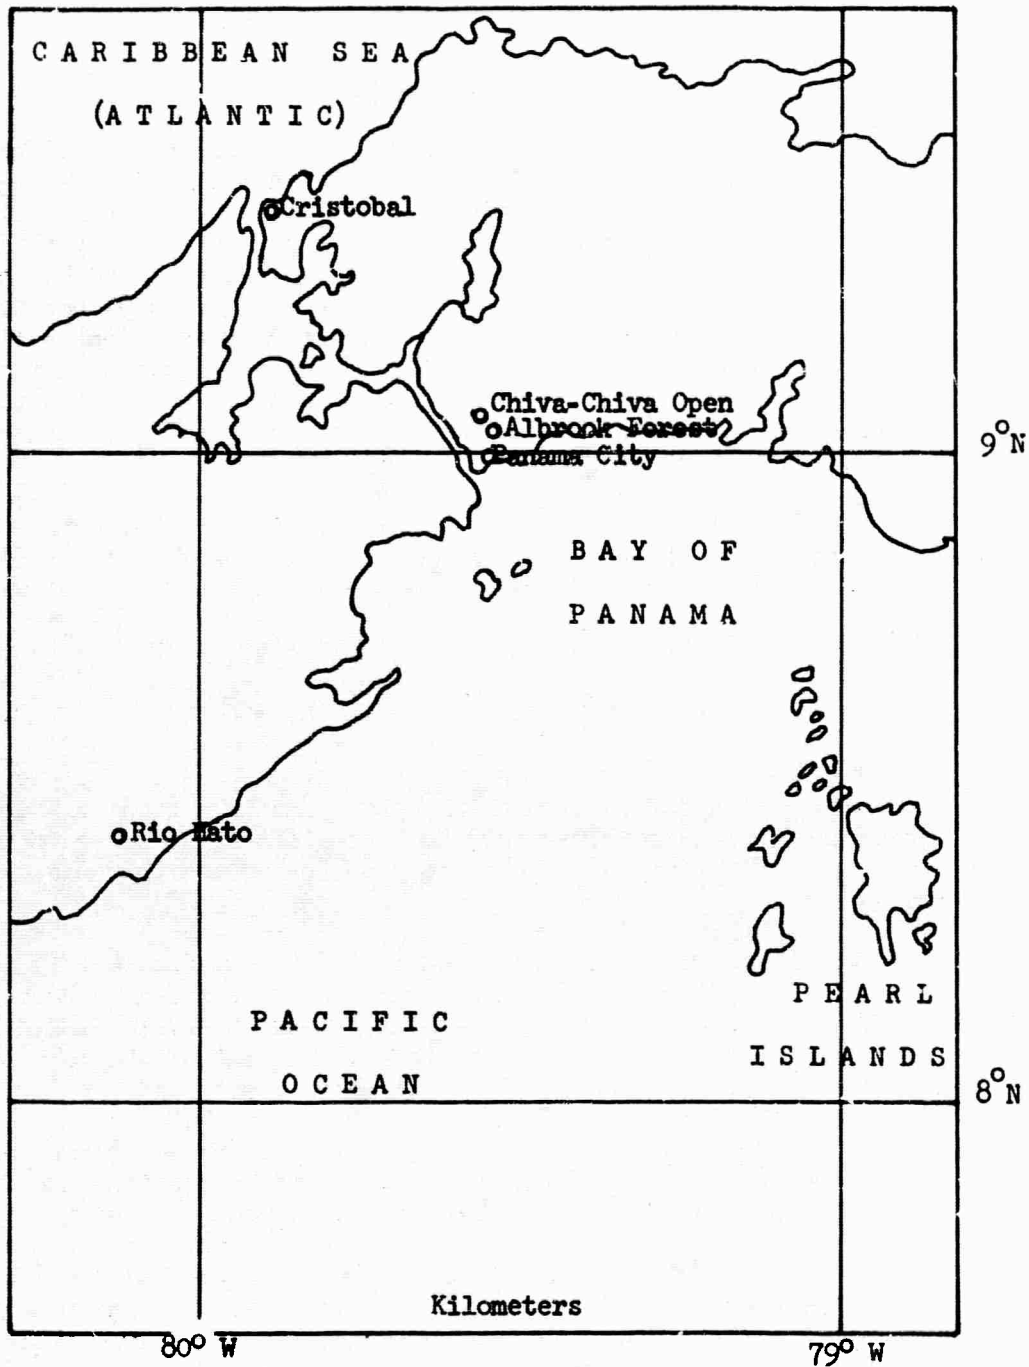 CARIBBEAN SEA
(ATLANTIC)
Cristobal
Chiva-Chiva Open
Albrook Forest
Panama City
9°N
BAY OF
PANAMA
Rio Hato
PEARL
ISLANDS
PACIFIC
OCEAN
8°N
Kilometers
80° W
79° W